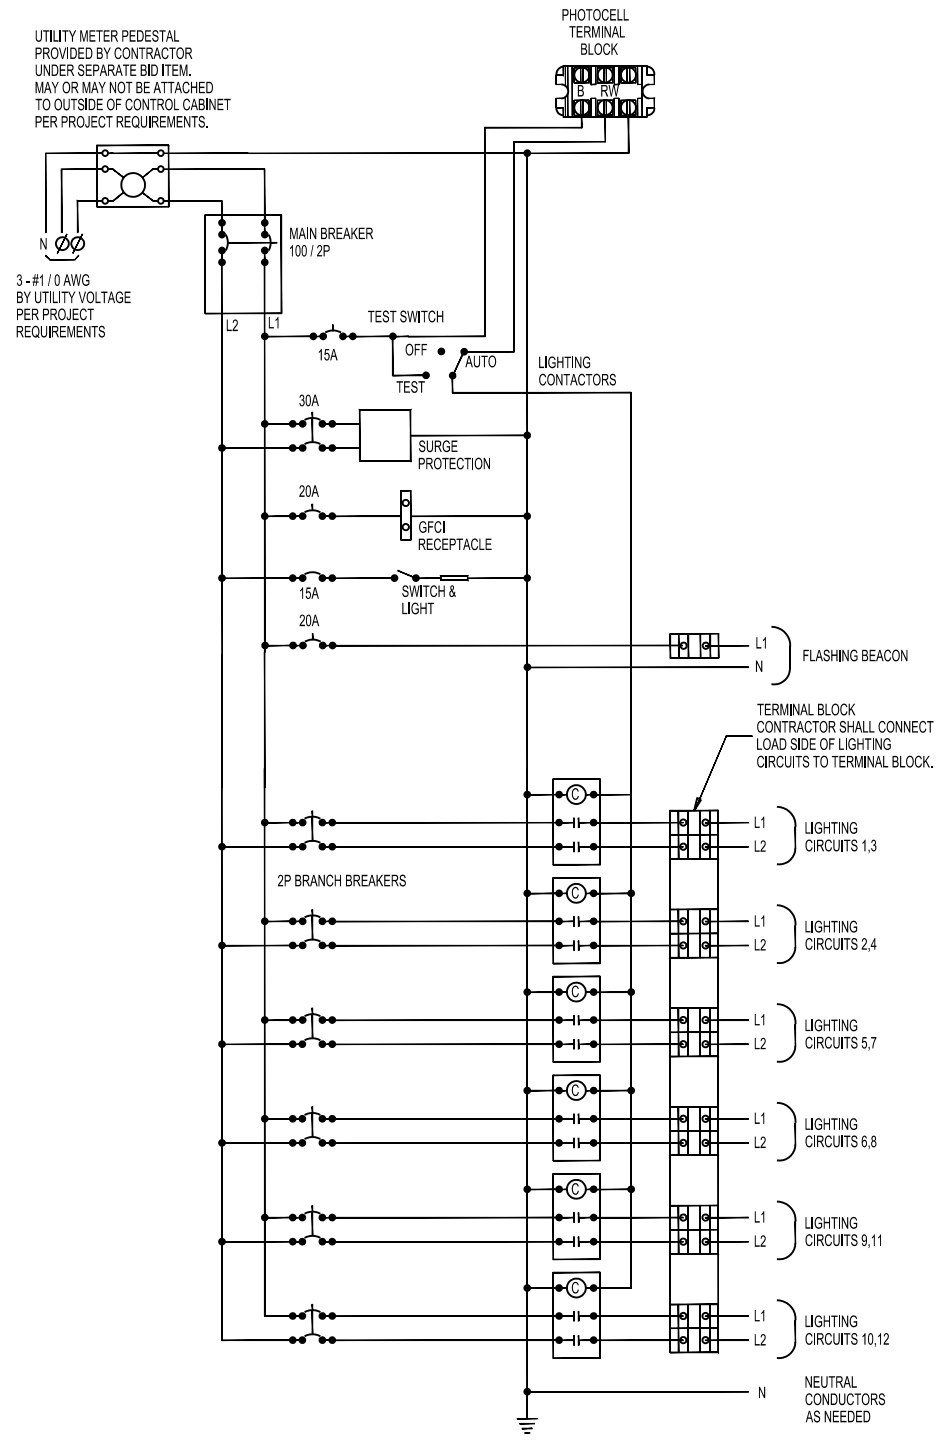 PHOTOCELL
TERMINAL
BLOCK
B RW
UTILITY METER PEDESTAL
PROVIDED BY CONTRACTOR
UNDER SEPARATE BID ITEM.
MAY OR MAY NOT BE ATTACHED
TO OUTSIDE OF CONTROL CABINET
PER PROJECT REQUIREMENTS.
N
3 - #1 / 0 AWG
BY UTILITY VOLTAGE
PER PROJECT
REQUIREMENTS
MAIN BREAKER
100 / 2P
L2
L1
TEST SWITCH
15A
OFF
AUTO
TEST
LIGHTING
CONTACTORS
30A
SURGE
PROTECTION
20A
GFCI
RECEPTACLE
15A
SWITCH &
LIGHT
20A
L1
N
FLASHING BEACON
TERMINAL BLOCK
CONTRACTOR SHALL CONNECT
LOAD SIDE OF LIGHTING
CIRCUITS TO TERMINAL BLOCK.
C
L1
L2
LIGHTING
CIRCUITS 1,3
2P BRANCH BREAKERS
C
L1
L2
LIGHTING
CIRCUITS 2,4
C
L1
L2
LIGHTING
CIRCUITS 5,7
C
L1
L2
LIGHTING
CIRCUITS 6,8
C
L1
L2
LIGHTING
CIRCUITS 9,11
C
L1
L2
LIGHTING
CIRCUITS 10,12
N
NEUTRAL
CONDUCTORS
AS NEEDED